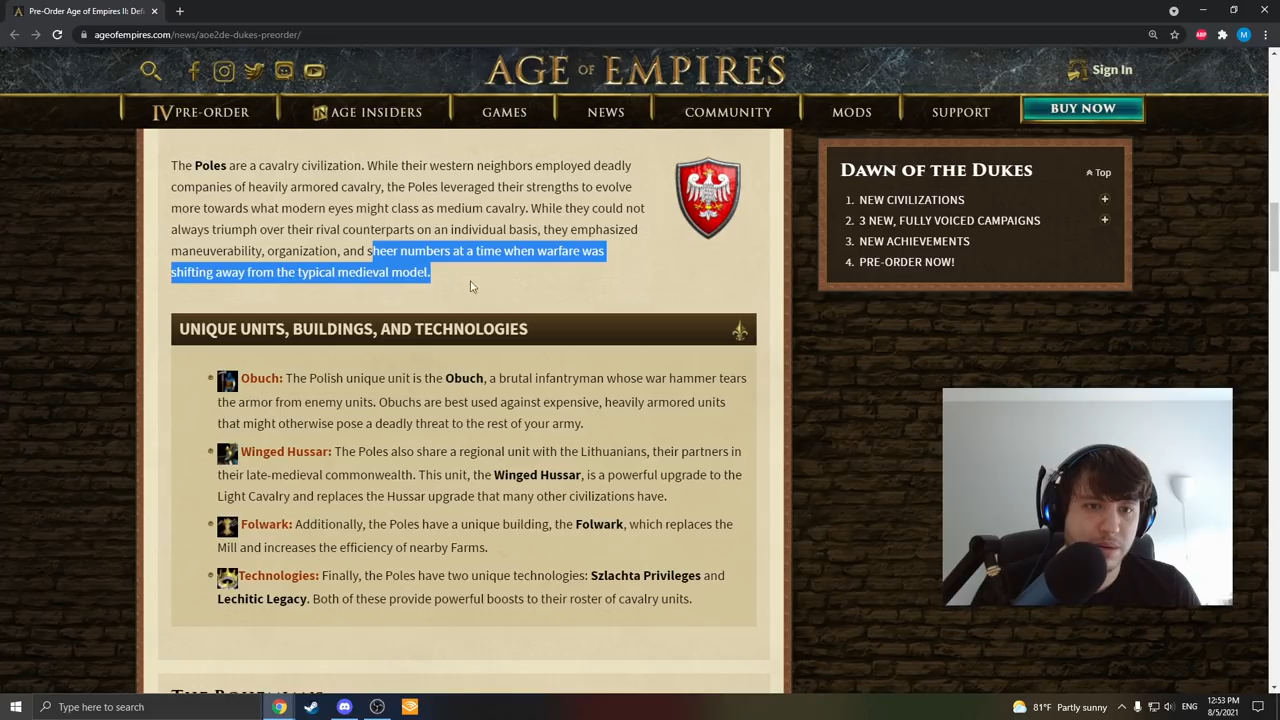 Pre-Order Age of Empires II: Defi
ageofempires.com/news/aoe2de-dukes-preorder/
ABP
M
AGE OF EMPIRES
Sign In
IV PRE-ORDER
AGE INSIDERS
GAMES
NEWS
COMMUNITY
MODS
SUPPORT
BUY NOW
The Poles are a cavalry civilization. While their western neighbors employed deadly
companies of heavily armored cavalry, the Poles leveraged their strengths to evolve
more towards what modern eyes might class as medium cavalry. While they could not
always triumph over their rival counterparts on an individual basis, they emphasized
maneuverability, organization, and sheer numbers at a time when warfare was
shifting away from the typical medieval model.
UNIQUE UNITS, BUILDINGS, AND TECHNOLOGIES
Obuch: The Polish unique unit is the Obuch, a brutal infantryman whose war hammer tears
the armor from enemy units. Obuchs are best used against expensive, heavily armored units
that might otherwise pose a deadly threat to the rest of your army.
Winged Hussar: The Poles also share a regional unit with the Lithuanians, their partners in
their late-medieval commonwealth. This unit, the Winged Hussar, is a powerful upgrade to the
Light Cavalry and replaces the Hussar upgrade that many other civilizations have.
Folwark: Additionally, the Poles have a unique building, the Folwark, which replaces the
Mill and increases the efficiency of nearby Farms.
Technologies: Finally, the Poles have two unique technologies: Szlachta Privileges and
Lechitic Legacy. Both of these provide powerful boosts to their roster of cavalry units.
DAWN OF THE DUKES
Top
1. NEW CIVILIZATIONS
2. 3 NEW, FULLY VOICED CAMPAIGNS
3. NEW ACHIEVEMENTS
4. PRE-ORDER NOW!
Type here to search
81°F Partly sunny
12:53 PM
8/5/2021